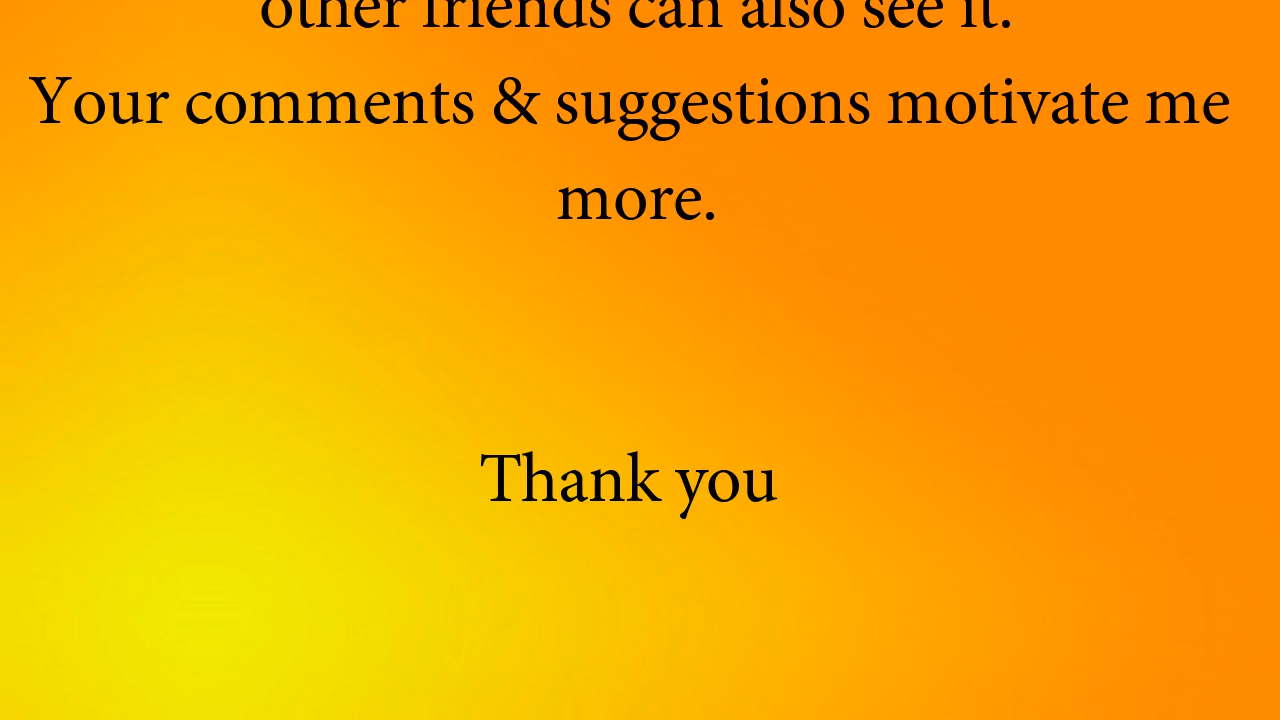 other friends can also see it.
Your comments & suggestions motivate me
more.
Thank you